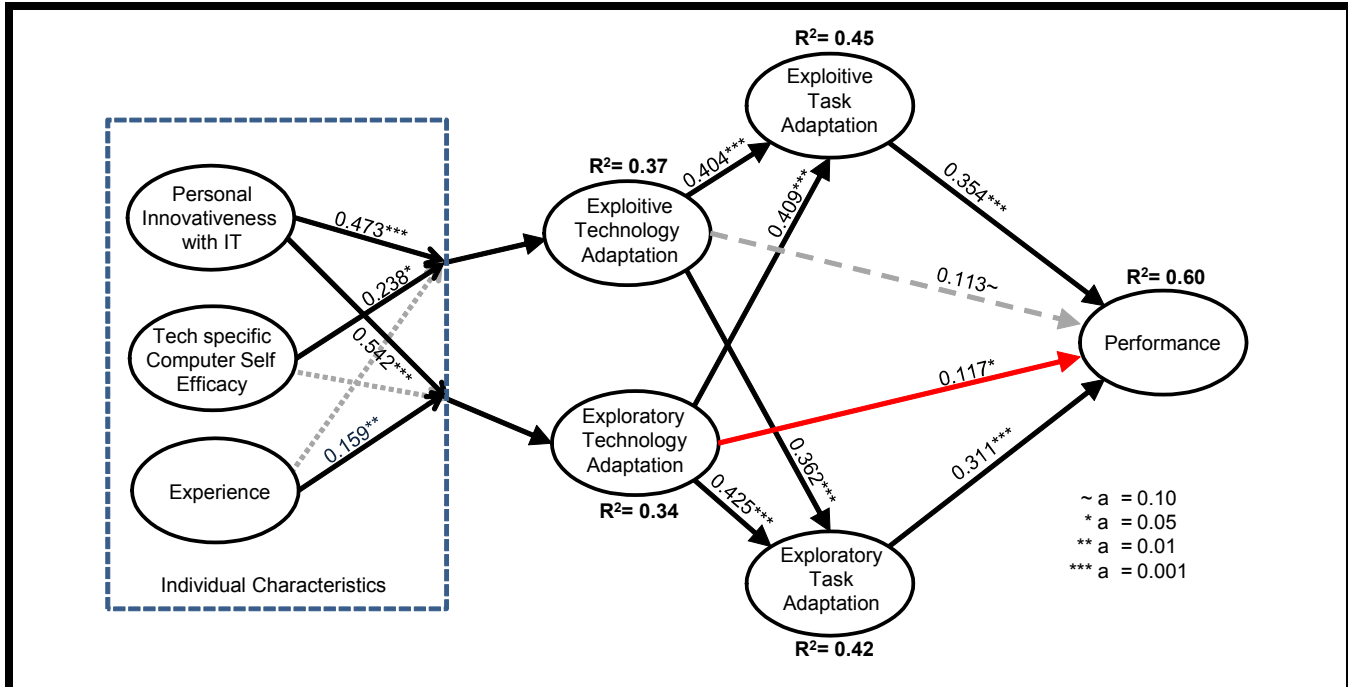 R²= 0.45
Exploitive
Task
Adaptation
R²= 0.37
Exploitive
Technology
Adaptation
0.404***
0.409***
0.354***
Personal
Innovativeness
with IT
0.473***
0.238*
0.113~
R²= 0.60
Performance
Tech specific
Computer Self
Efficacy
0.542***
0.117*
Exploratory
Technology
Adaptation
R²= 0.34
0.159**
Experience
0.362***
0.425***
0.311***
Exploratory
Task
Adaptation
R²= 0.42
Individual Characteristics
~ a = 0.10
* a = 0.05
** a = 0.01
*** a = 0.001